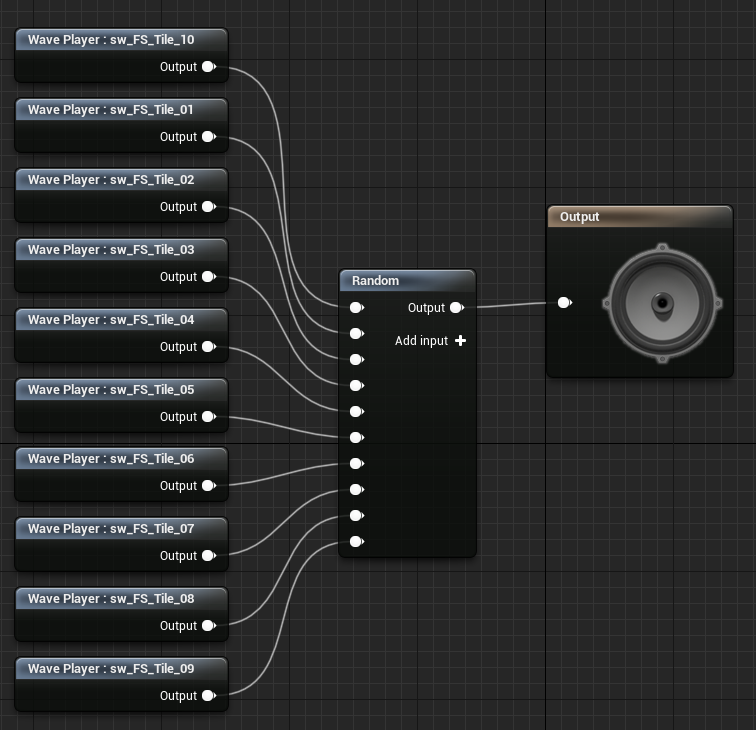 Wave Player : sw_FS_Tile_10
Output
Wave Player : sw_FS_Tile_01
Output
Wave Player : sw_FS_Tile_02
Output
Wave Player : sw_FS_Tile_03
Output
Wave Player : sw_FS_Tile_04
Output
Wave Player : sw_FS_Tile_05
Output
Wave Player : sw_FS_Tile_06
Output
Wave Player : sw_FS_Tile_07
Output
Wave Player : sw_FS_Tile_08
Output
Wave Player : sw_FS_Tile_09
Output
Random
Output
Add input
Output